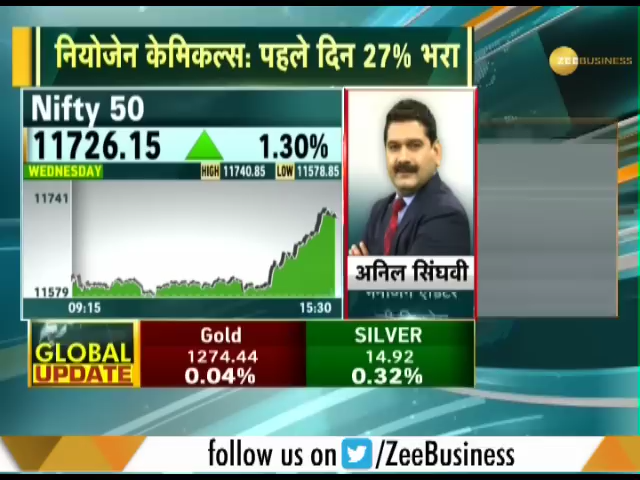 नियोजेन केमिकल्स: पहले दिन 27% भरा
ZEEBUSINESS
Nifty 50
11726.15 1.30%
WEDNESDAY HIGH 11740.85 LOW 11578.85
11741
11579
09:15 15:30
अनिल सिंघवी
GLOBAL UPDATE
Gold
1274.44
0.04%
SILVER
14.92
0.32%
follow us on /ZeeBusiness